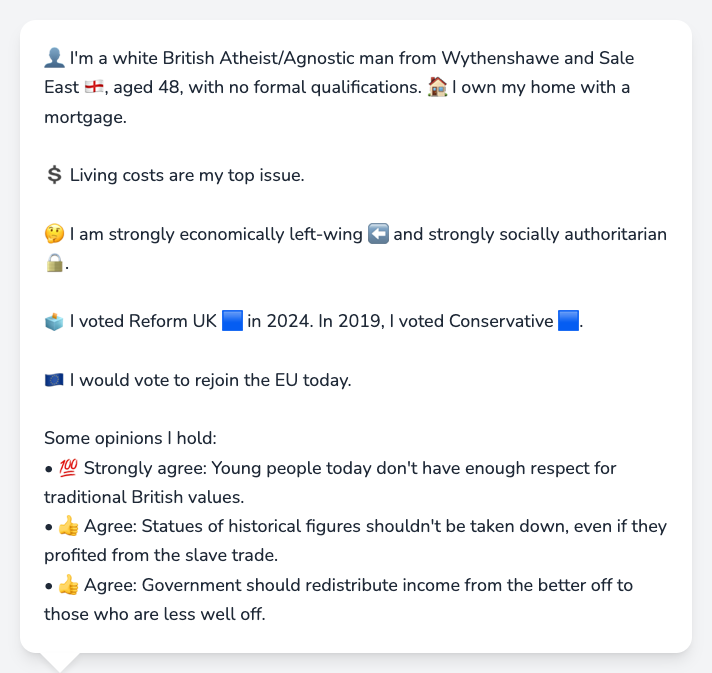 👤 I'm a white British Atheist/Agnostic man from Wythenshawe and Sale
East 🏴󠁧󠁢󠁥󠁮󠁧󠁿, aged 48, with no formal qualifications. 🏠 I own my home with a
mortgage.
💲 Living costs are my top issue.
🤔 I am strongly economically left-wing ⬅️ and strongly socially authoritarian
🔒.
🗳️ I voted Reform UK 🟦 in 2024. In 2019, I voted Conservative 🟦.
🇪🇺 I would vote to rejoin the EU today.
Some opinions I hold:
• 💯 Strongly agree: Young people today don't have enough respect for
traditional British values.
• 👍 Agree: Statues of historical figures shouldn't be taken down, even if they
profited from the slave trade.
• 👍 Agree: Government should redistribute income from the better off to
those who are less well off.